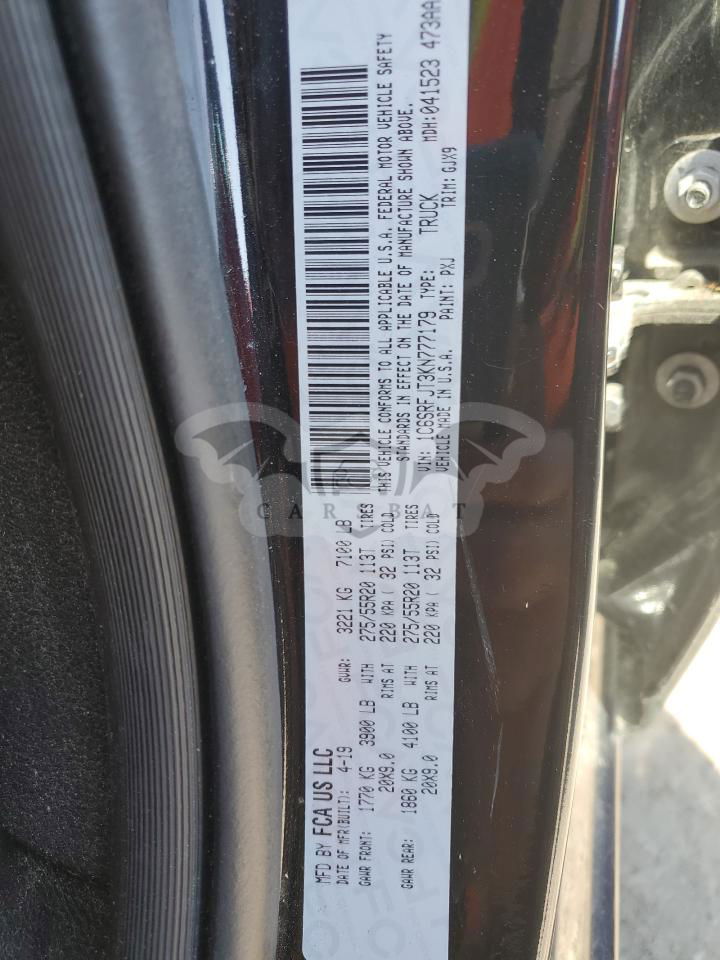 MFD BY FCA US LLC
DATE OF MFR(BUILT): 4-19 GVWR: 3221 KG 7100 LB
GAWR FRONT: 1770 KG 3900 LB WITH 275/55R20 113T TIRES
20X9.0 RIMS AT 220 KPA ( 32 PSI) COLD
GAWR REAR: 1860 KG 4100 LB WITH 275/55R20 113T TIRES
20X9.0 RIMS AT 220 KPA ( 32 PSI) COLD
THIS VEHICLE CONFORMS TO ALL APPLICABLE U.S.A. FEDERAL MOTOR VEHICLE SAFETY
STANDARDS IN EFFECT ON THE DATE OF MANUFACTURE SHOWN ABOVE.
VIN: 1C6SRFJT3KN777179 TYPE: TRUCK MDH:041523 473AA
VEHICLE MADE IN U.S.A. PAINT: PXJ TRIM: GJX9
CARSBAT